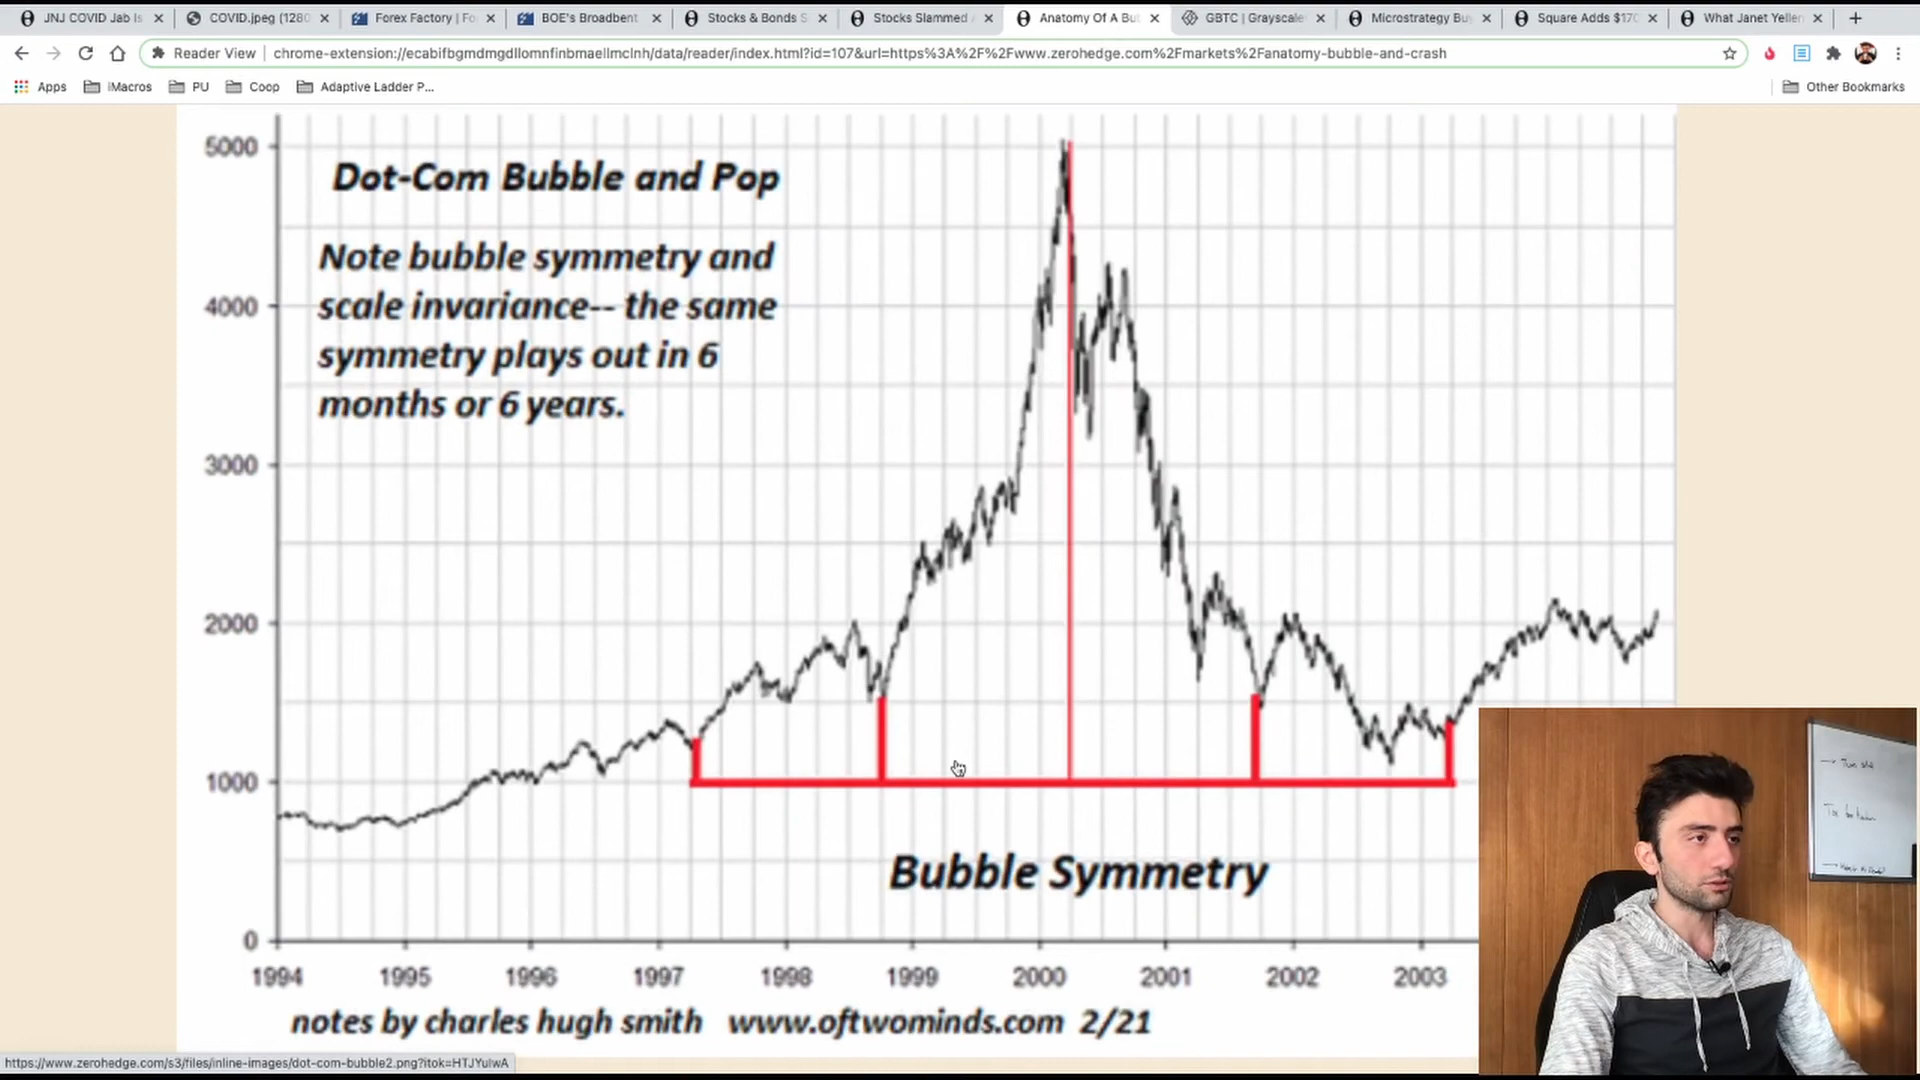 JNJ COVID Jab Is
COVID.jpeg (1280
Forex Factory | Fo
BOE's Broadbent
Stocks & Bonds S
Stocks Slammed
Anatomy Of A Bu
GBTC | Grayscale
Microstrategy Bu
Square Adds $170
What Janet Yellen
Reader View
chrome-extension://ecabifbgmdmgdllomnfinbmaellmclnh/data/reader/index.html?id=107&url=https%3A%2F%2Fwww.zerohedge.com%2Fmarkets%2Fanatomy-bubble-and-crash
Apps
iMacros
PU
Coop
Adaptive Ladder P...
Other Bookmarks
5000
Dot-Com Bubble and Pop
Note bubble symmetry and
scale invariance-- the same
symmetry plays out in 6
months or 6 years.
4000
3000
2000
1000
Bubble Symmetry
0
1994 1995 1996 1997 1998 1999 2000 2001 2002 2003
notes by charles hugh smith www.oftwominds.com 2/21
https://www.zerohedge.com/s3/files/inline-images/dot-com-bubble2.png?itok=HTJYulwA